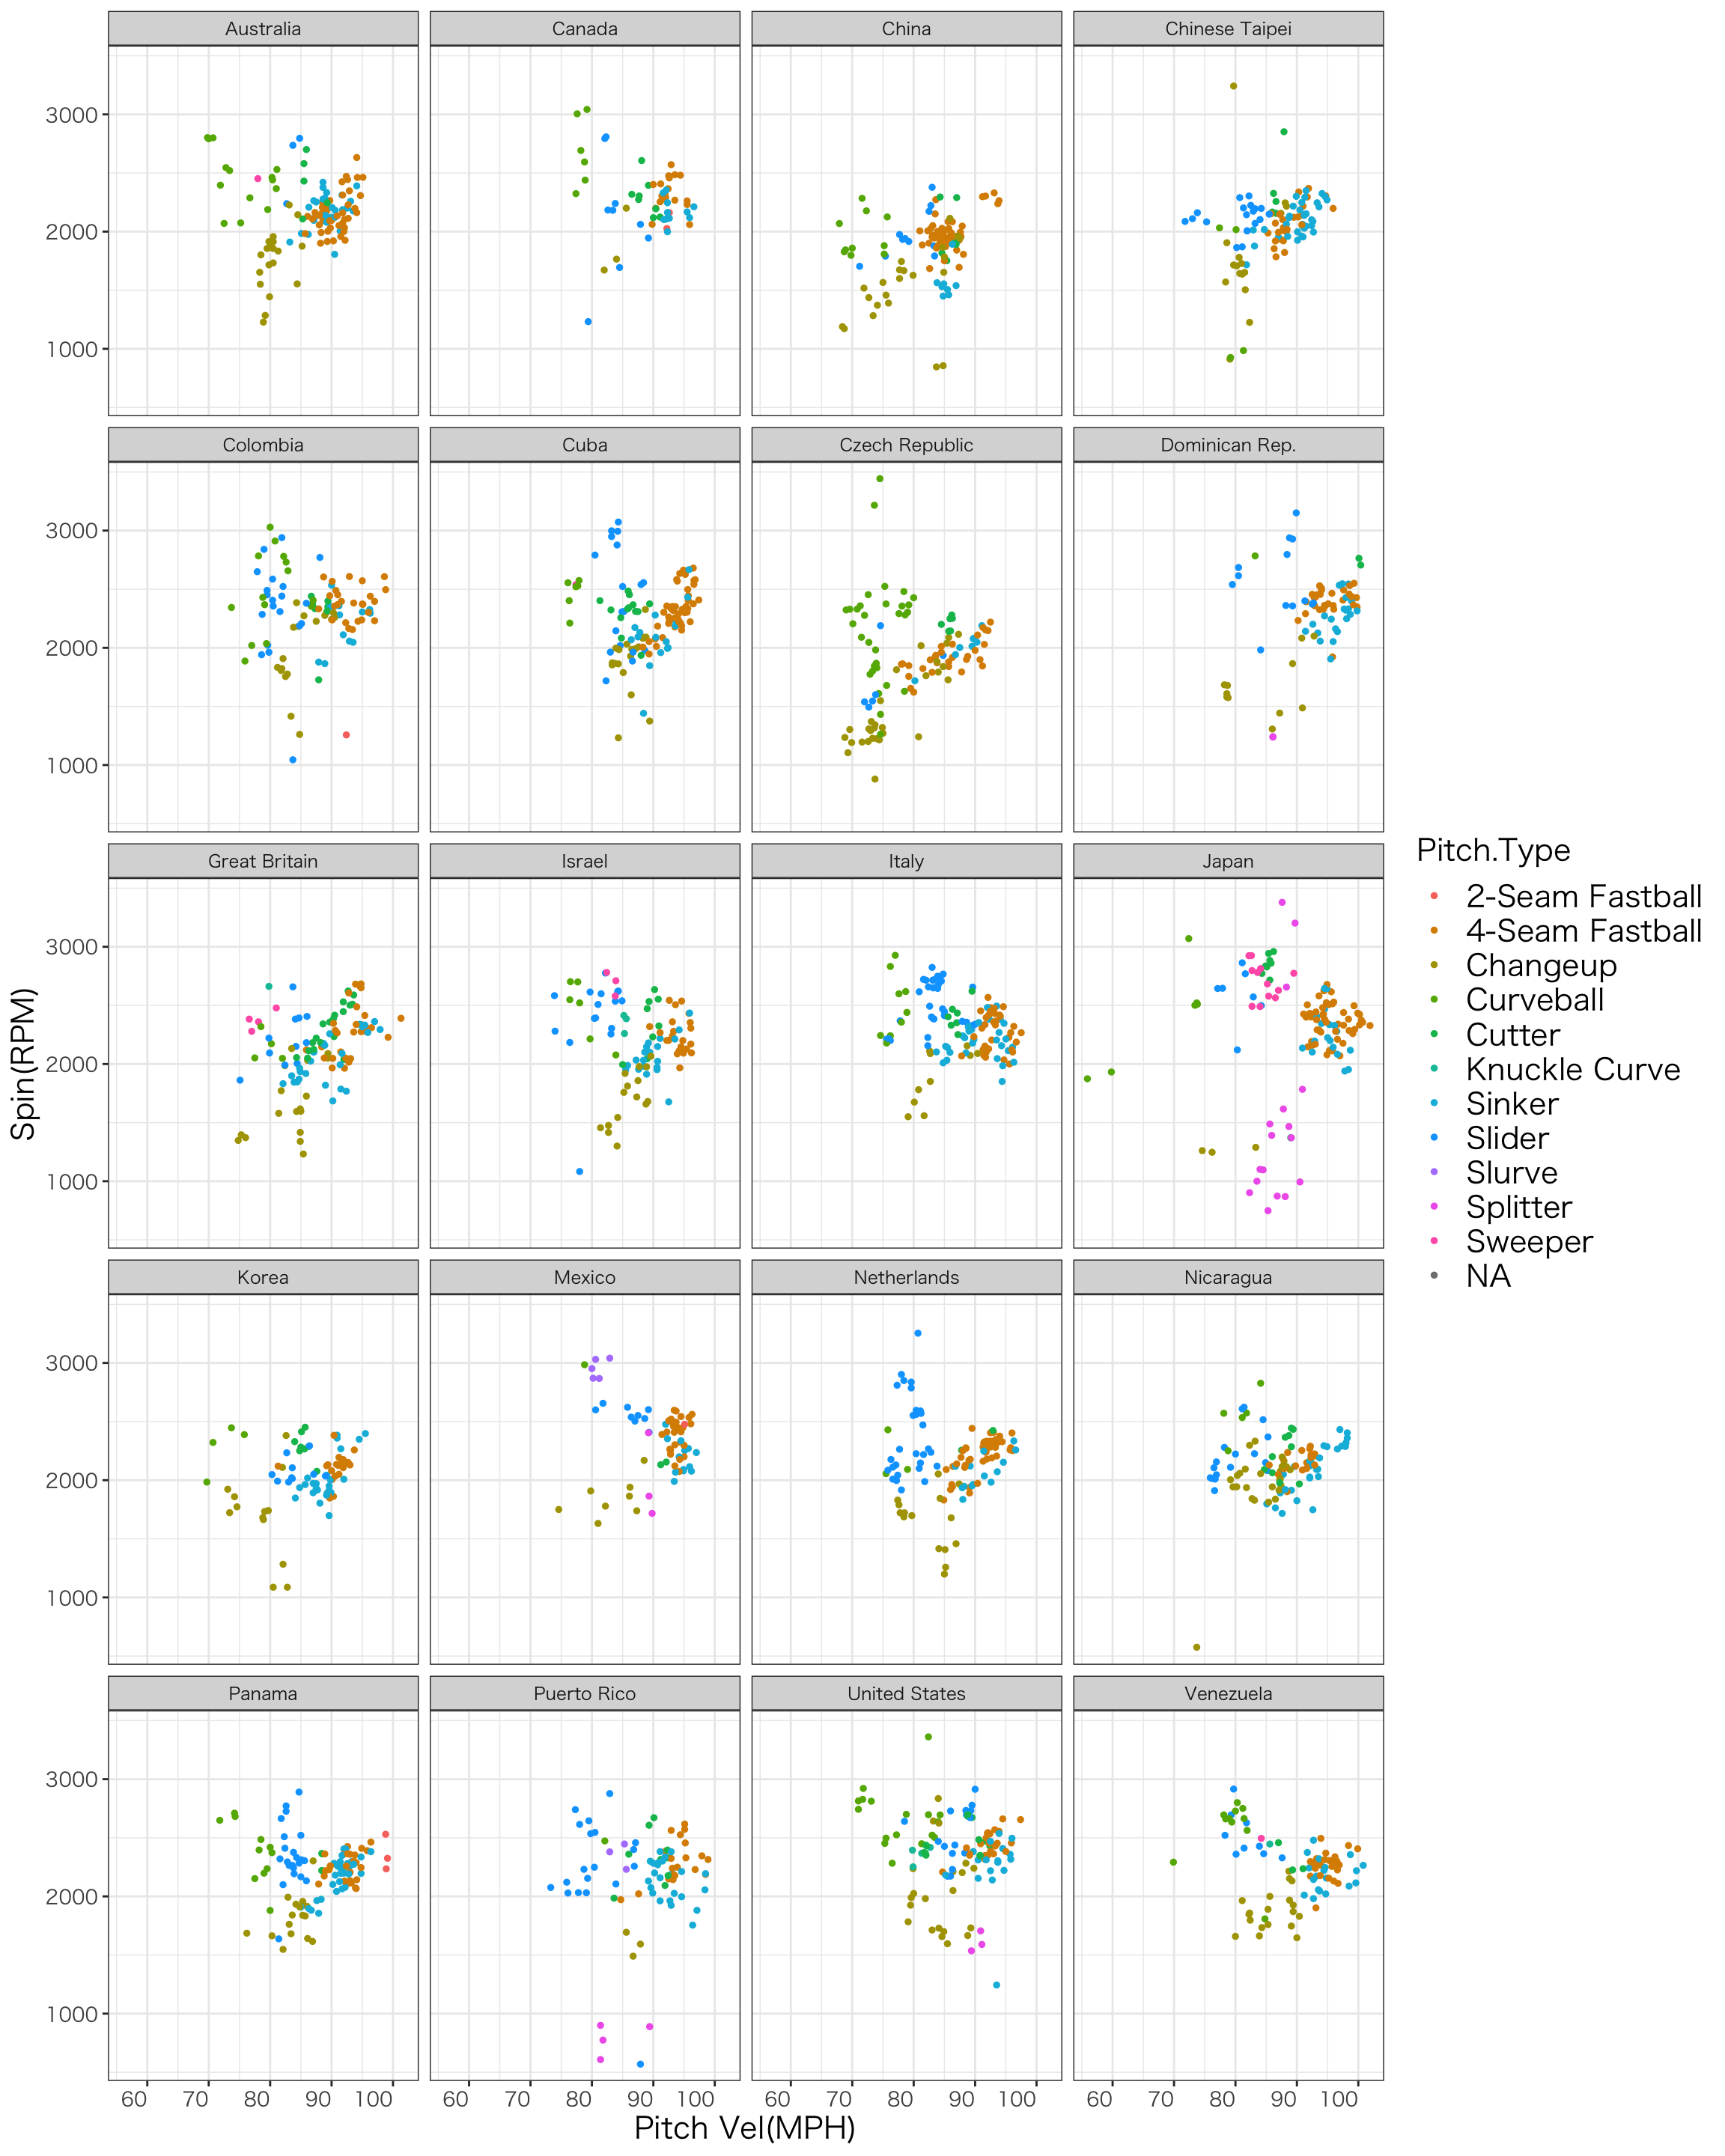 Australia Canada China Chinese Taipei
3000
2000
1000
Colombia Cuba Czech Republic Dominican Rep.
3000
2000
1000
Great Britain Israel Italy Japan
3000
2000
1000
Korea Mexico Netherlands Nicaragua
3000
2000
1000
Panama Puerto Rico United States Venezuela
3000
2000
1000
60 70 80 90 100 60 70 80 90 100 60 70 80 90 100 60 70 80 90 100
Pitch Vel(MPH)
Spin(RPM)
Pitch.Type
2-Seam Fastball
4-Seam Fastball
Changeup
Curveball
Cutter
Knuckle Curve
Sinker
Slider
Slurve
Splitter
Sweeper
NA